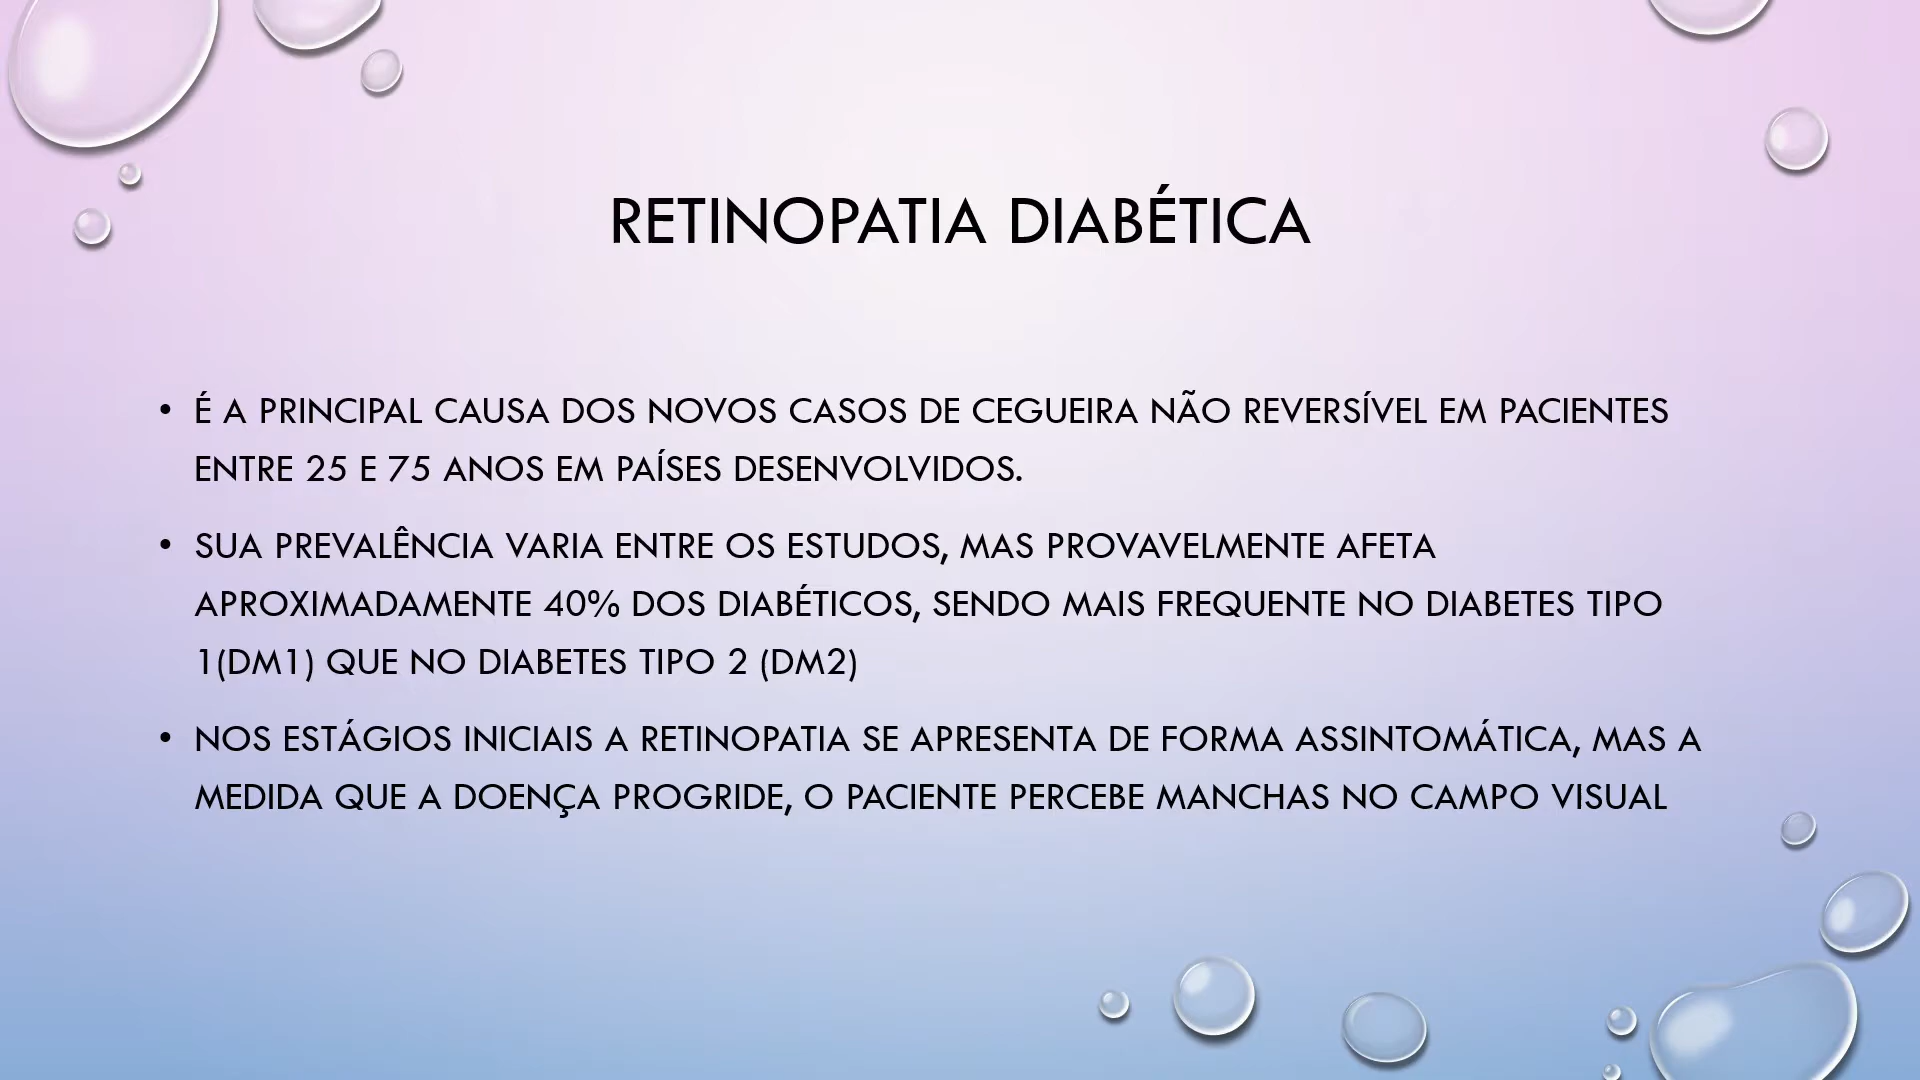 RETINOPATIA DIABÉTICA
• É A PRINCIPAL CAUSA DOS NOVOS CASOS DE CEGUEIRA NÃO REVERSÍVEL EM PACIENTES
ENTRE 25 E 75 ANOS EM PAÍSES DESENVOLVIDOS.
• SUA PREVALÊNCIA VARIA ENTRE OS ESTUDOS, MAS PROVAVELMENTE AFETA
APROXIMADAMENTE 40% DOS DIABÉTICOS, SENDO MAIS FREQUENTE NO DIABETES TIPO
1(DM1) QUE NO DIABETES TIPO 2 (DM2)
• NOS ESTÁGIOS INICIAIS A RETINOPATIA SE APRESENTA DE FORMA ASSINTOMÁTICA, MAS A
MEDIDA QUE A DOENÇA PROGRIDE, O PACIENTE PERCEBE MANCHAS NO CAMPO VISUAL